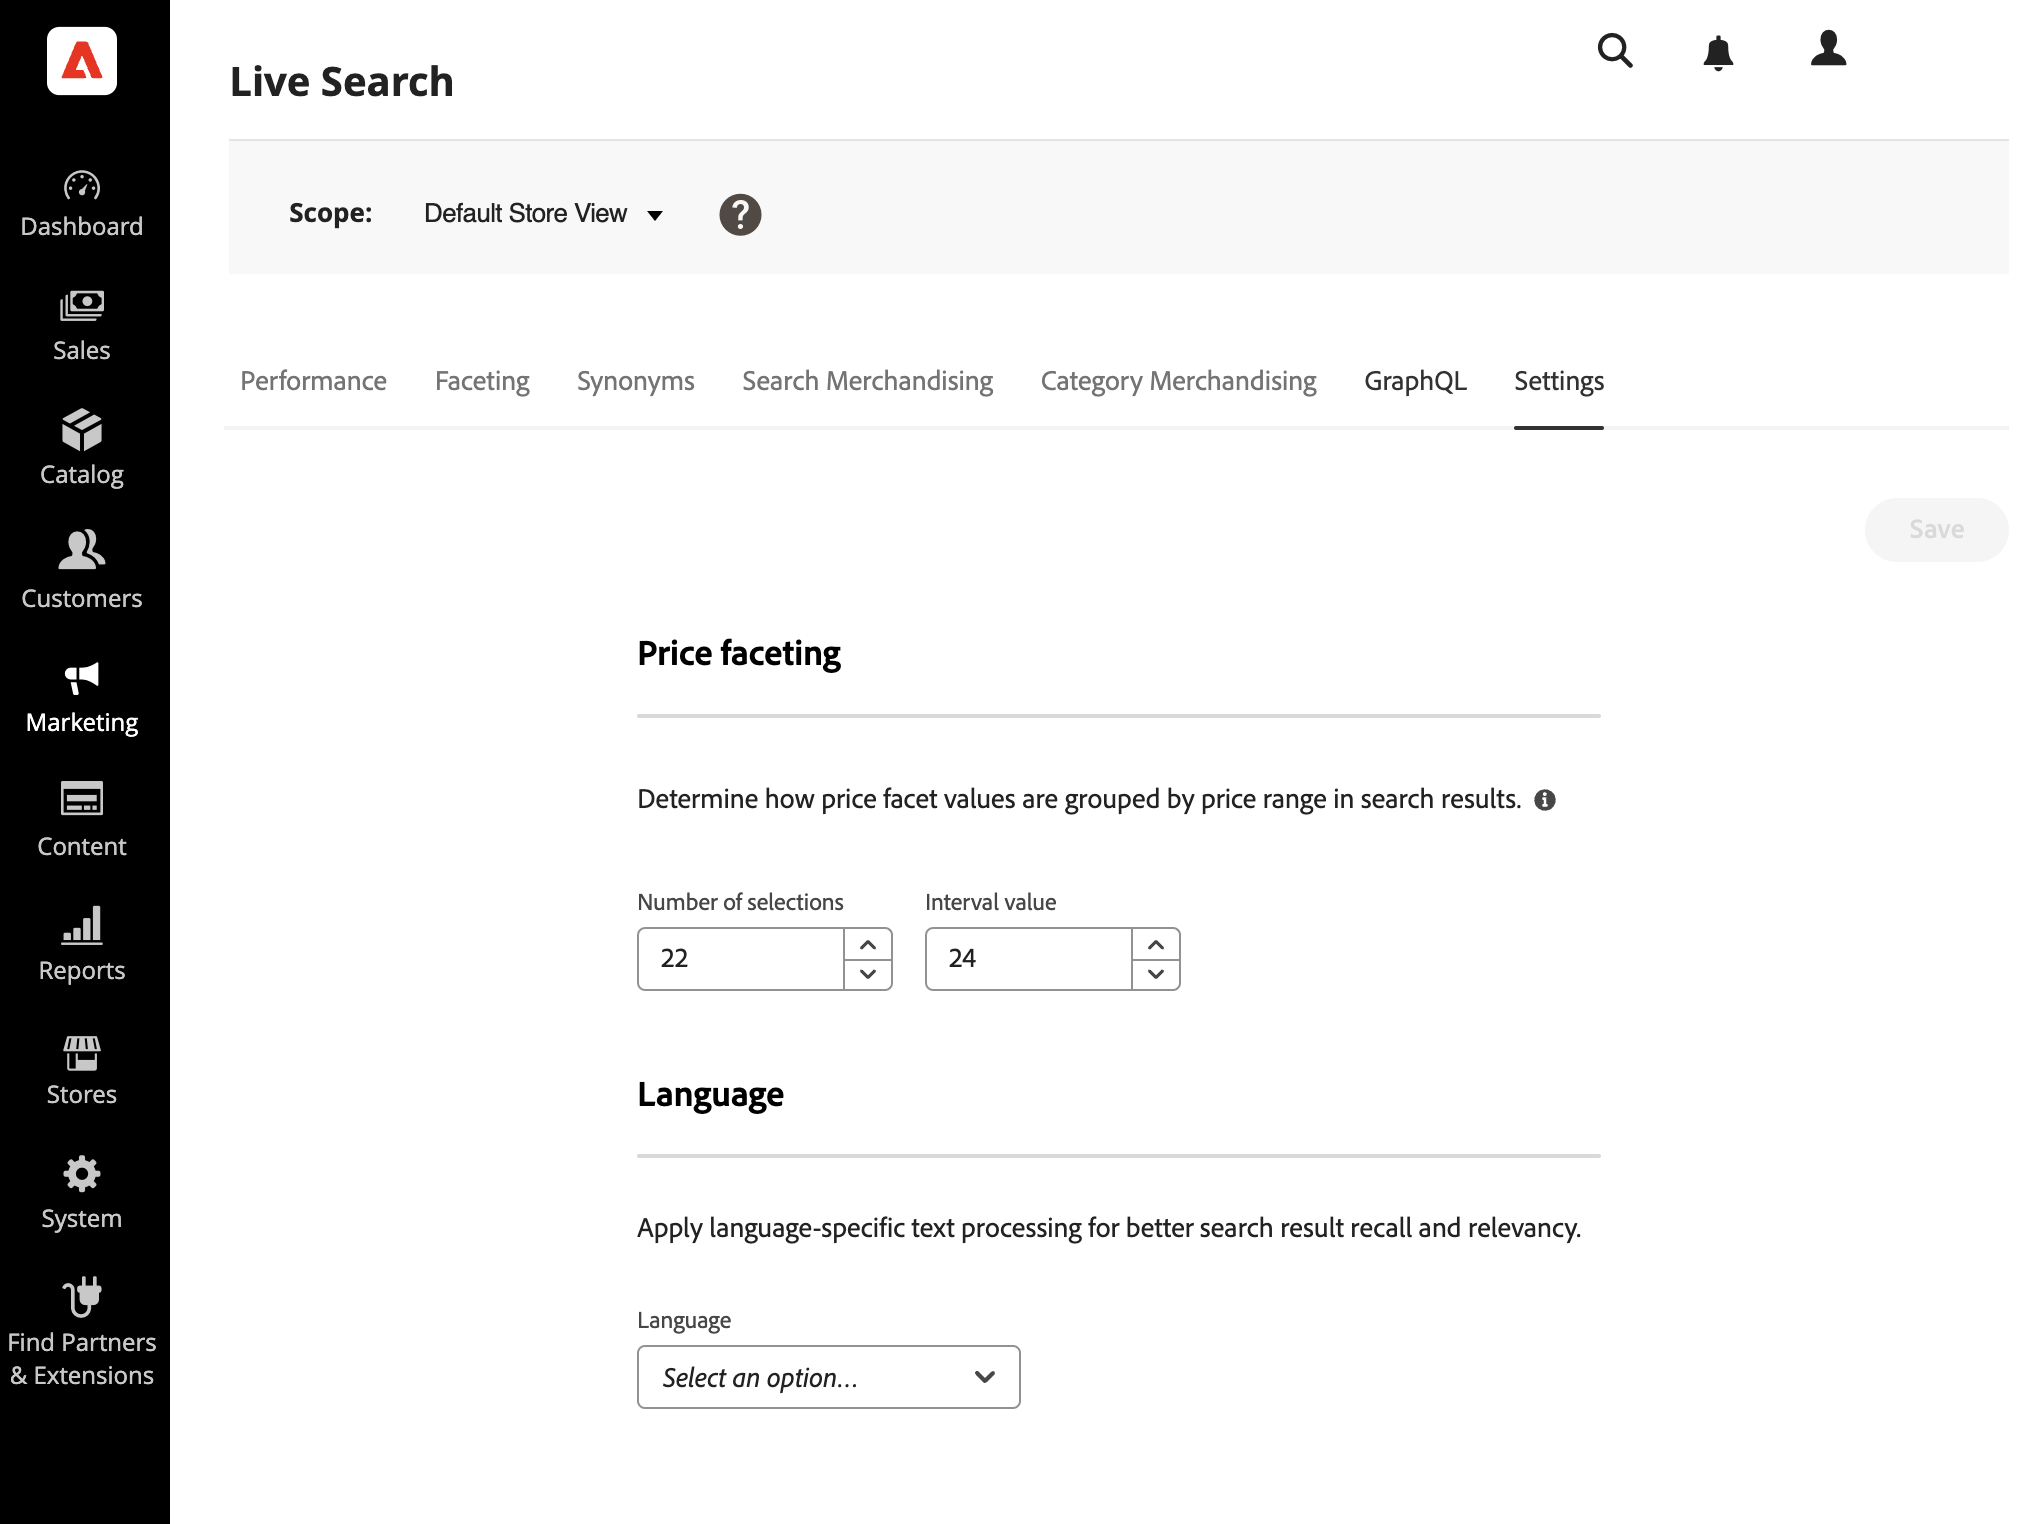 Live Search
Scope: Default Store View ?
Dashboard
Sales
Catalog
Customers
Marketing
Content
Reports
Stores
System
Find Partners
& Extensions
Performance Faceting Synonyms Search Merchandising Category Merchandising GraphQL Settings
Save
Price faceting
Determine how price facet values are grouped by price range in search results.
Number of selections Interval value
22 24
Language
Apply language-specific text processing for better search result recall and relevancy.
Language
Select an option...